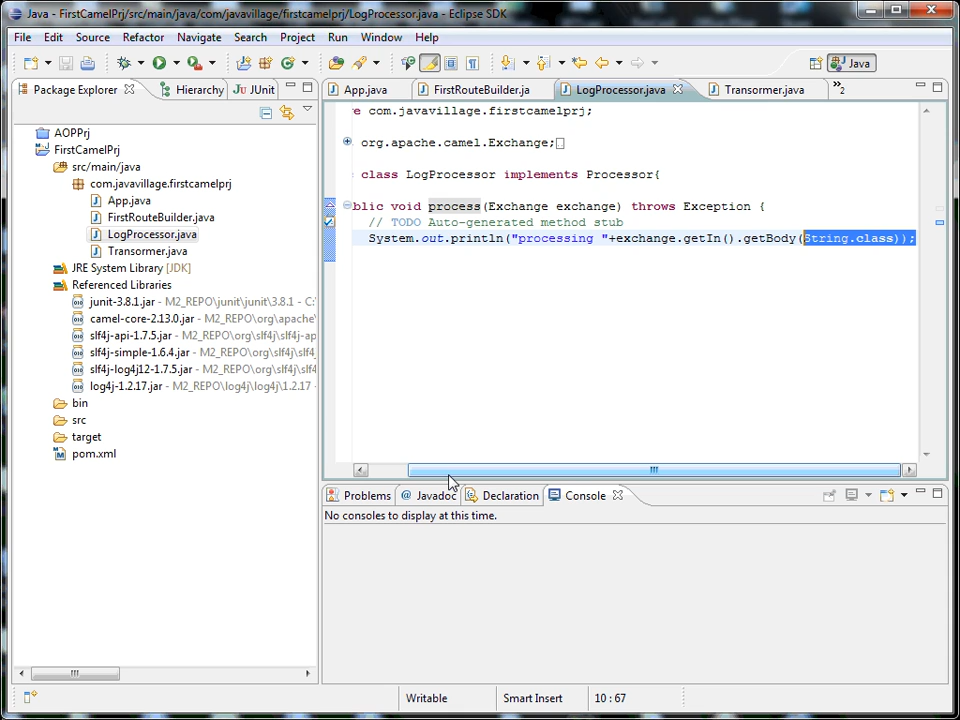 Java - FirstCamelPrj/src/main/java/com/javavillage/firstcamelprj/LogProcessor.java - Eclipse SDK
File Edit Source Refactor Navigate Search Project Run Window Help
Java
Package Explorer Hierarchy JUnit
App.java FirstRouteBuilder.ja LogProcessor.java Transormer.java »2
AOPPrj
FirstCamelPrj
src/main/java
com.javavillage.firstcamelprj
App.java
FirstRouteBuilder.java
LogProcessor.java
Transormer.java
JRE System Library [JDK]
Referenced Libraries
junit-3.8.1.jar - M2_REPO\junit\junit\3.8.1 - C:
camel-core-2.13.0.jar - M2_REPO\org\apache\
slf4j-api-1.7.5.jar - M2_REPO\org\slf4j\slf4j-ap
slf4j-simple-1.6.4.jar - M2_REPO\org\slf4j\slf4
slf4j-log4j12-1.7.5.jar - M2_REPO\org\slf4j\slf
log4j-1.2.17.jar - M2_REPO\log4j\log4j\1.2.17 -
bin
src
target
pom.xml
e com.javavillage.firstcamelprj;
org.apache.camel.Exchange;
class LogProcessor implements Processor{
blic void process(Exchange exchange) throws Exception {
// TODO Auto-generated method stub
System.out.println("processing "+exchange.getIn().getBody(String.class));
Problems @ Javadoc Declaration Console
No consoles to display at this time.
Writable Smart Insert 10 : 67